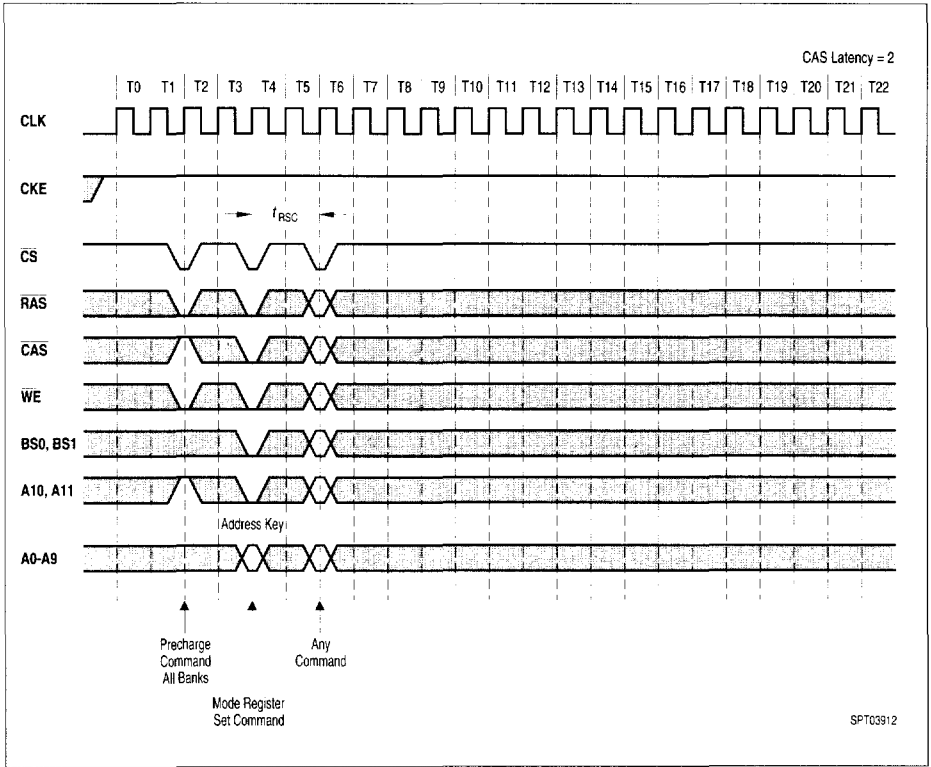 CAS Latency = 2
T0 T1 T2 T3 T4 T5 T6 T7 T8 T9 T10 T11 T12 T13 T14 T15 T16 T17 T18 T19 T20 T21 T22
CLK
CKE
tRSC
CS
RAS
CAS
WE
BS0, BS1
A10, A11
Address Key
A0-A9
Precharge
Command
All Banks
Any
Command
Mode Register
Set Command
SPT03912